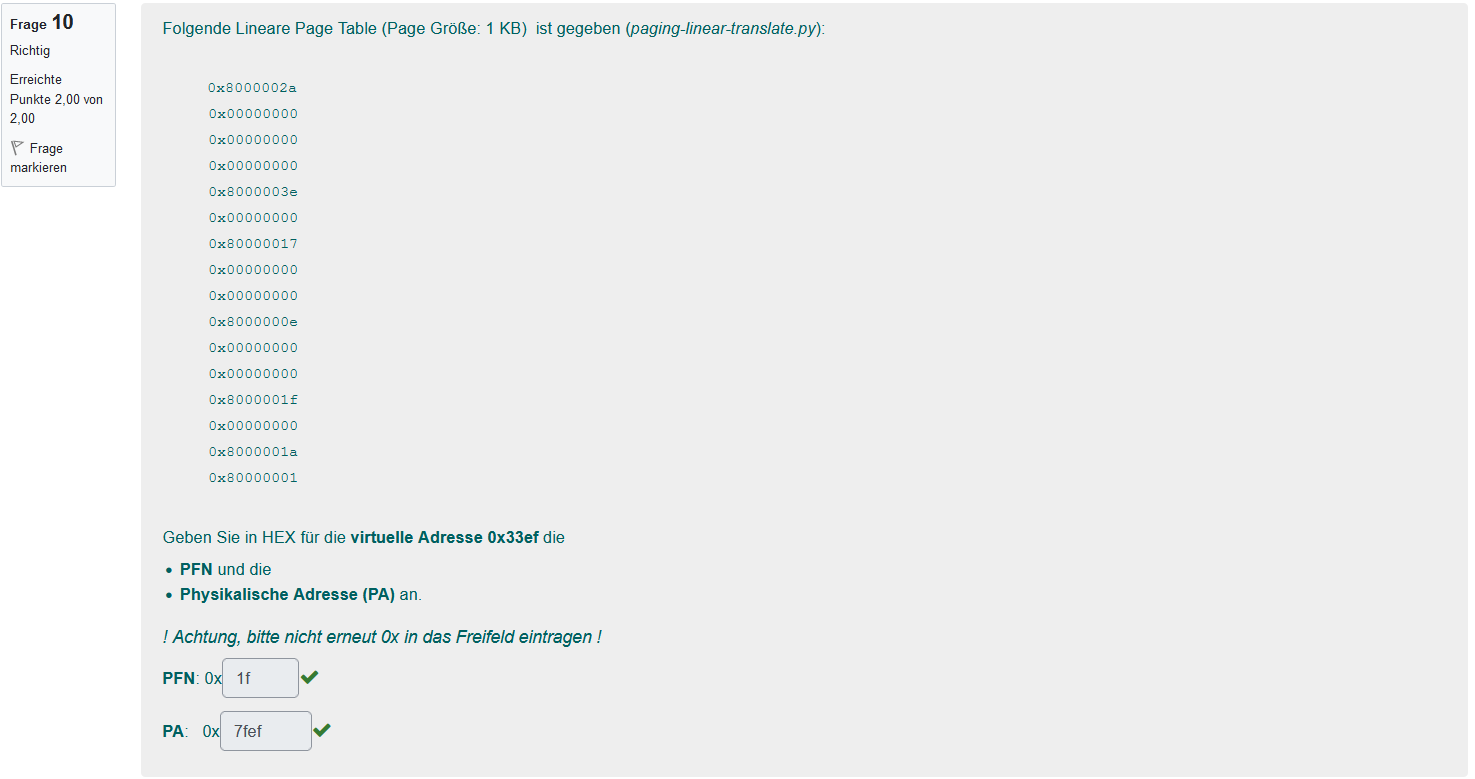 Frage 10
Richtig
Erreichte
Punkte 2,00 von
2,00
Frage
markieren
Folgende Lineare Page Table (Page Größe: 1 KB) ist gegeben (paging-linear-translate.py):
0x8000002a
0x00000000
0x00000000
0x00000000
0x8000003e
0x00000000
0x80000017
0x00000000
0x00000000
0x8000000e
0x00000000
0x00000000
0x8000001f
0x00000000
0x8000001a
0x80000001
Geben Sie in HEX für die virtuelle Adresse 0x33ef die
• PFN und die
• Physikalische Adresse (PA) an.
! Achtung, bitte nicht erneut 0x in das Freifeld eintragen !
PFN: 0x 1f
PA: 0x 7fef